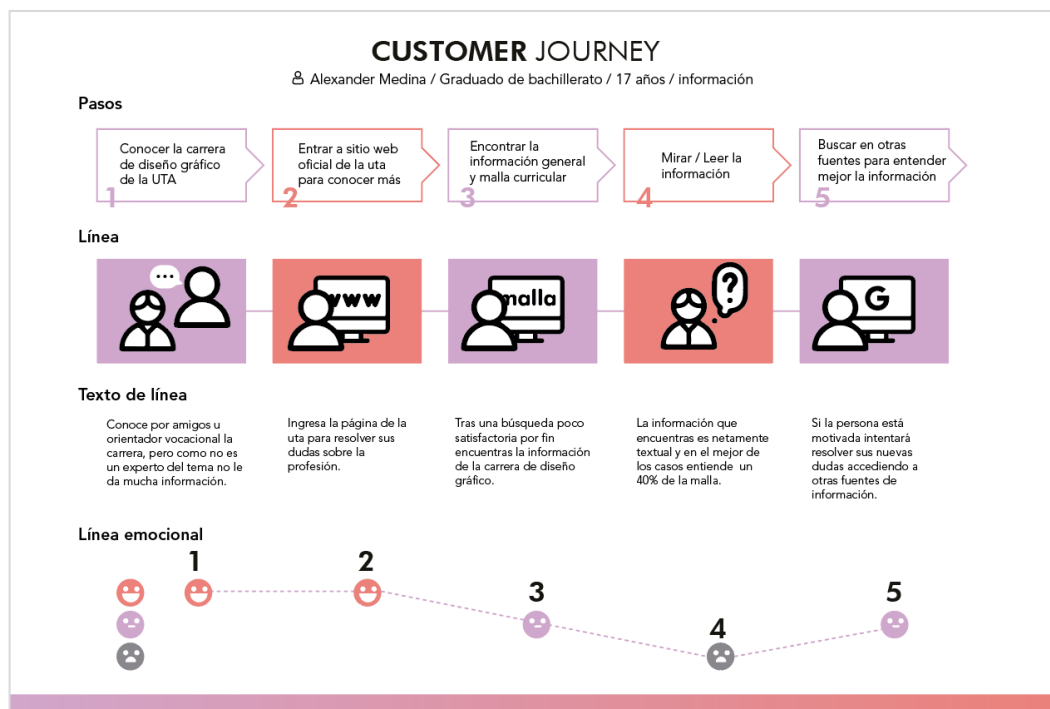 CUSTOMER JOURNEY
Alexander Medina / Graduado de bachillerato / 17 años / información
Pasos
Conocer la carrera
de diseño gráfico
de la UTA
1
Entrar a sitio web
oficial de la uta
para conocer más
2
Encontrar la
información general
y malla curricular
3
Mirar / Leer la
información
4
Buscar en otras
fuentes para entender
mejor la información
5
Línea
...
www
malla
?
G
Texto de línea
Conoce por amigos u
orientador vocacional la
carrera, pero como no es
un experto del tema no le
da mucha información.
Ingresa la página de la
uta para resolver sus
dudas sobre la
profesión.
Tras una búsqueda poco
satisfactoria por fin
encuentras la información
de la carrera de diseño
gráfico.
La información que
encuentras es netamente
textual y en el mejor de
los casos entiende un
40% de la malla.
Si la persona está
motivada intentará
resolver sus nuevas
dudas accediendo a
otras fuentes de
información.
Línea emocional
1
2
3
4
5